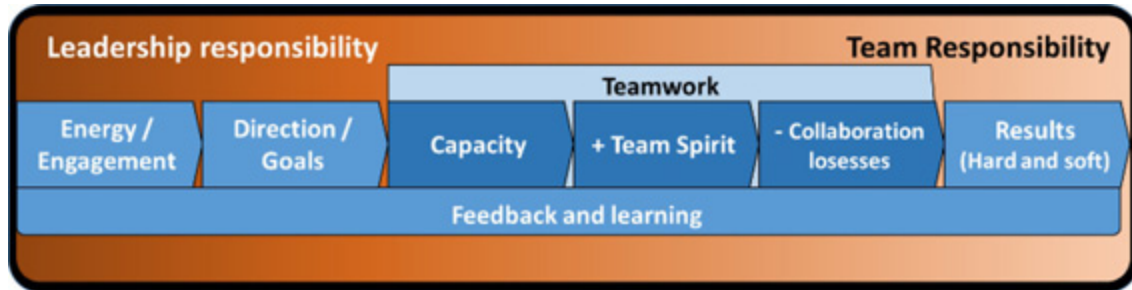 Leadership responsibility
Team Responsibility
Teamwork
Energy /
Engagement
Direction /
Goals
Capacity
+ Team Spirit
- Collaboration
losesses
Results
(Hard and soft)
Feedback and learning